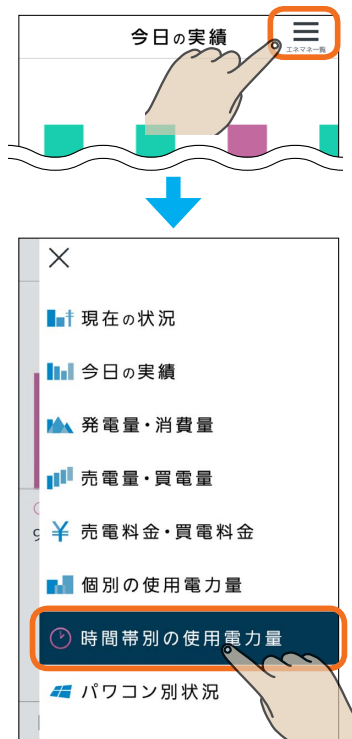 今日の実績
エネマネ一覧
現在の状況
今日の実績
発電量・消費量
売電量・買電量
9
売電料金・買電料金
個別の使用電力量
時間帯別の使用電力量
パワコン別状況